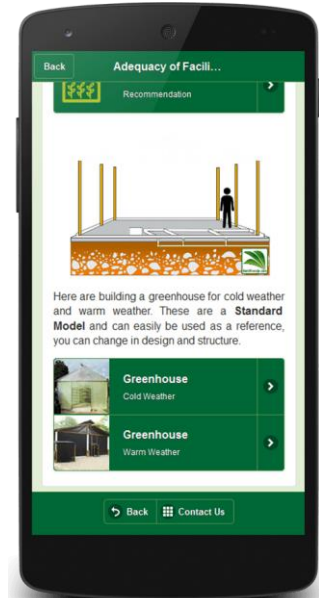 Back
Adequacy of Facili...
Recommendation
Here are building a greenhouse for cold weather
and warm weather. These are a Standard
Model and can easily be used as a reference,
you can change in design and structure.
Greenhouse
Cold Weather
Greenhouse
Warm Weather
Back
Contact Us